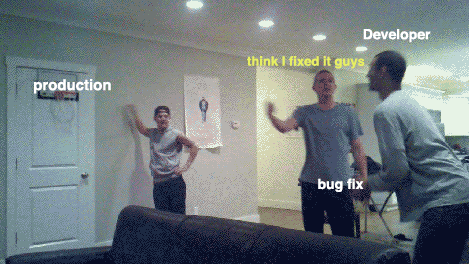 Developer
think I fixed it guys
production
bug fix